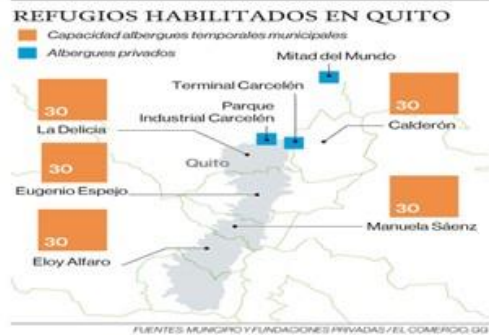 REFUGIOS HABILITADOS EN QUITO
Capacidad albergues temporales municipales
Albergues privados
Mitad del Mundo
Terminal Carcelén
Parque
Industrial Carcelén
30
La Delicia
30
Calderón
Quito
30
Eugenio Espejo
30
Manuela Sáenz
30
Eloy Alfaro
FUENTES: MUNICIPIO Y FUNDACIONES PRIVADAS / EL COMERCIO, GG